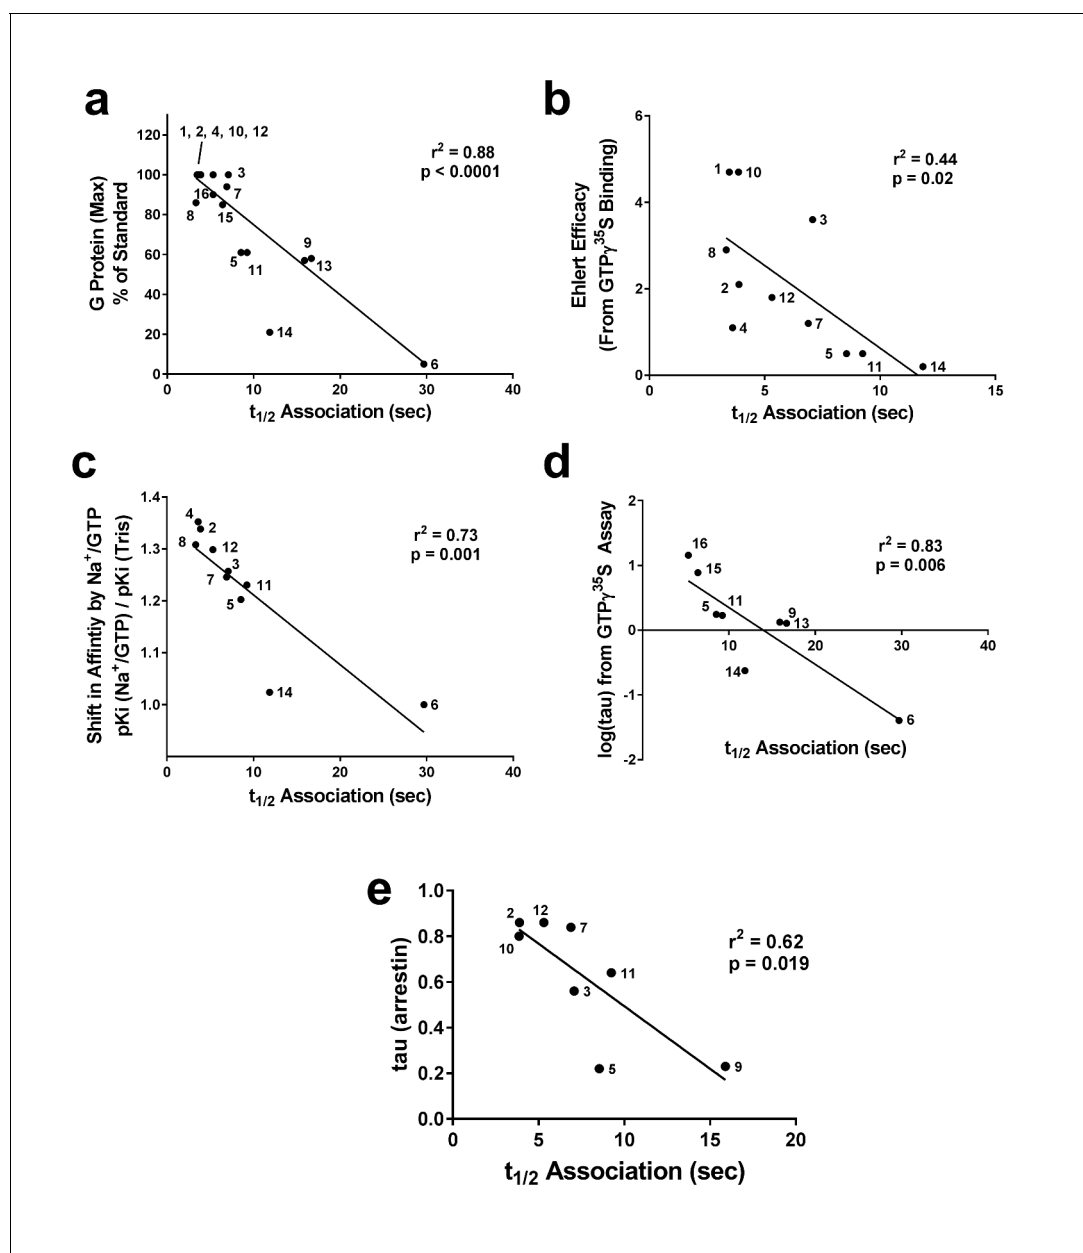 a
G Protein (Max)
% of Standard
120
100
80
60
40
20
0
1, 2, 4, 10, 12
3
16
7
8
15
5
11
9
13
14
6
r² = 0.88
p < 0.0001
0 10 20 30 40
t₁/₂ Association (sec)
b
Ehlert Efficacy
(From GTPγ³⁵S Binding)
6
4
2
0
1
10
3
8
2
12
4
7
5
11
14
r² = 0.44
p = 0.02
0 5 10 15
t₁/₂ Association (sec)
c
Shift in Affintiy by Na⁺/GTP
pKi (Na⁺/GTP) / pKi (Tris)
1.4
1.3
1.2
1.1
1.0
4
2
8
12
3
7
11
5
14
6
r² = 0.73
p = 0.001
0 10 20 30 40
t₁/₂ Association (sec)
d
log(tau) from GTPγ³⁵S Assay
2
1
0
-1
-2
16
15
5
11
9
13
14
6
r² = 0.83
p = 0.006
10 20 30 40
t₁/₂ Association (sec)
e
tau (arrestin)
1.0
0.8
0.6
0.4
0.2
0.0
2
12
7
10
11
3
5
9
r² = 0.62
p = 0.019
0 5 10 15 20
t₁/₂ Association (sec)